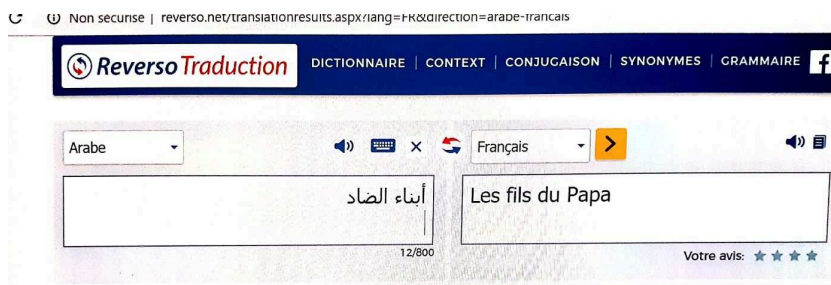 Non sécurisé | reverso.net/translationresults.aspx?lang=FR&direction=arabe-francais
Reverso Traduction DICTIONNAIRE | CONTEXT | CONJUGAISON | SYNONYMES | GRAMMAIRE f
Arabe Français >
أبناء الضاد
Les fils du Papa
12/800
Votre avis: